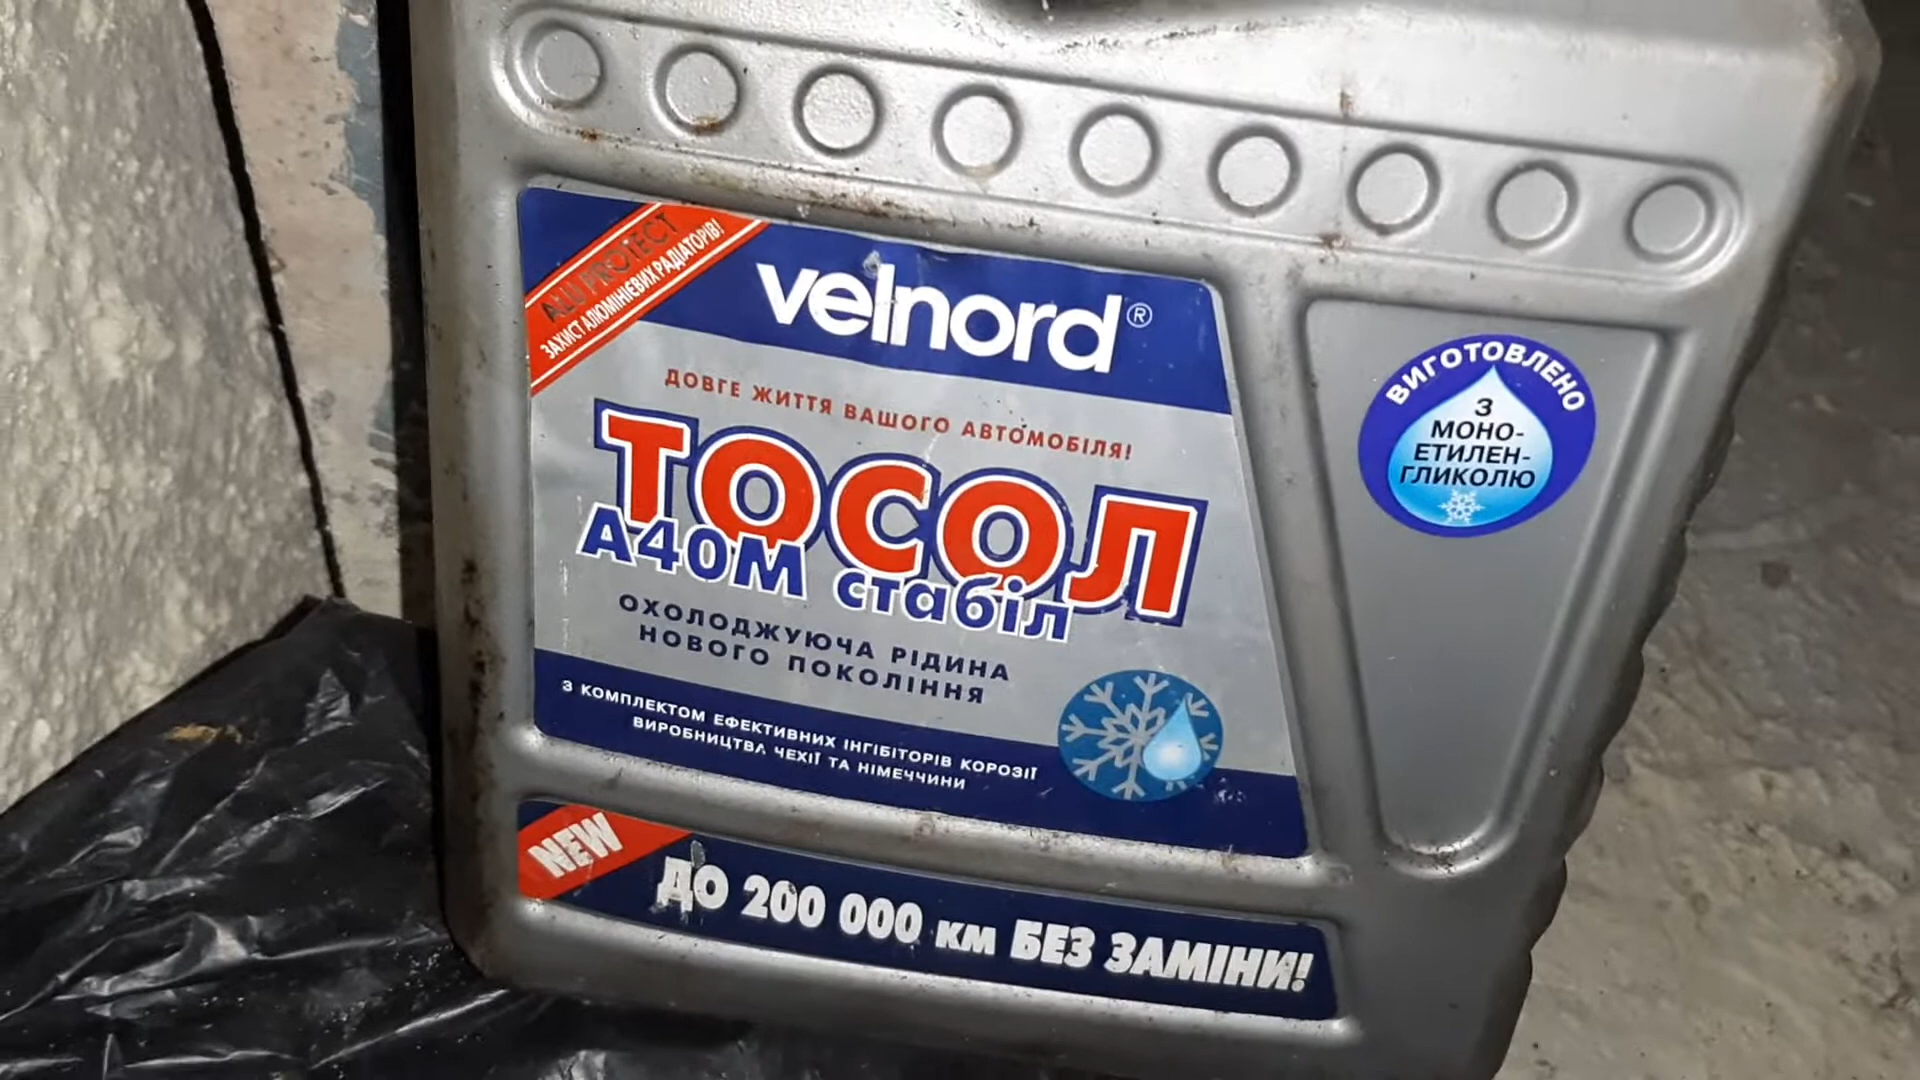 ALU PROTECT
ЗАХИСТ АЛЮМІНІЄВИХ РАДІАТОРІВ!
velnord®
ДОВГЕ ЖИТТЯ ВАШОГО АВТОМОБІЛЯ!
ТОСОЛ
А40М стабіл
ОХОЛОДЖУЮЧА РІДИНА
НОВОГО ПОКОЛІННЯ
З КОМПЛЕКТОМ ЕФЕКТИВНИХ ІНГІБІТОРІВ КОРОЗІЇ
ВИРОБНИЦТВА ЧЕХІЇ ТА НІМЕЧЧИНИ
NEW
ДО 200 000 км БЕЗ ЗАМІНИ!
ВИГОТОВЛЕНО
З
МОНО-
ЕТИЛЕН-
ГЛИКОЛЮ